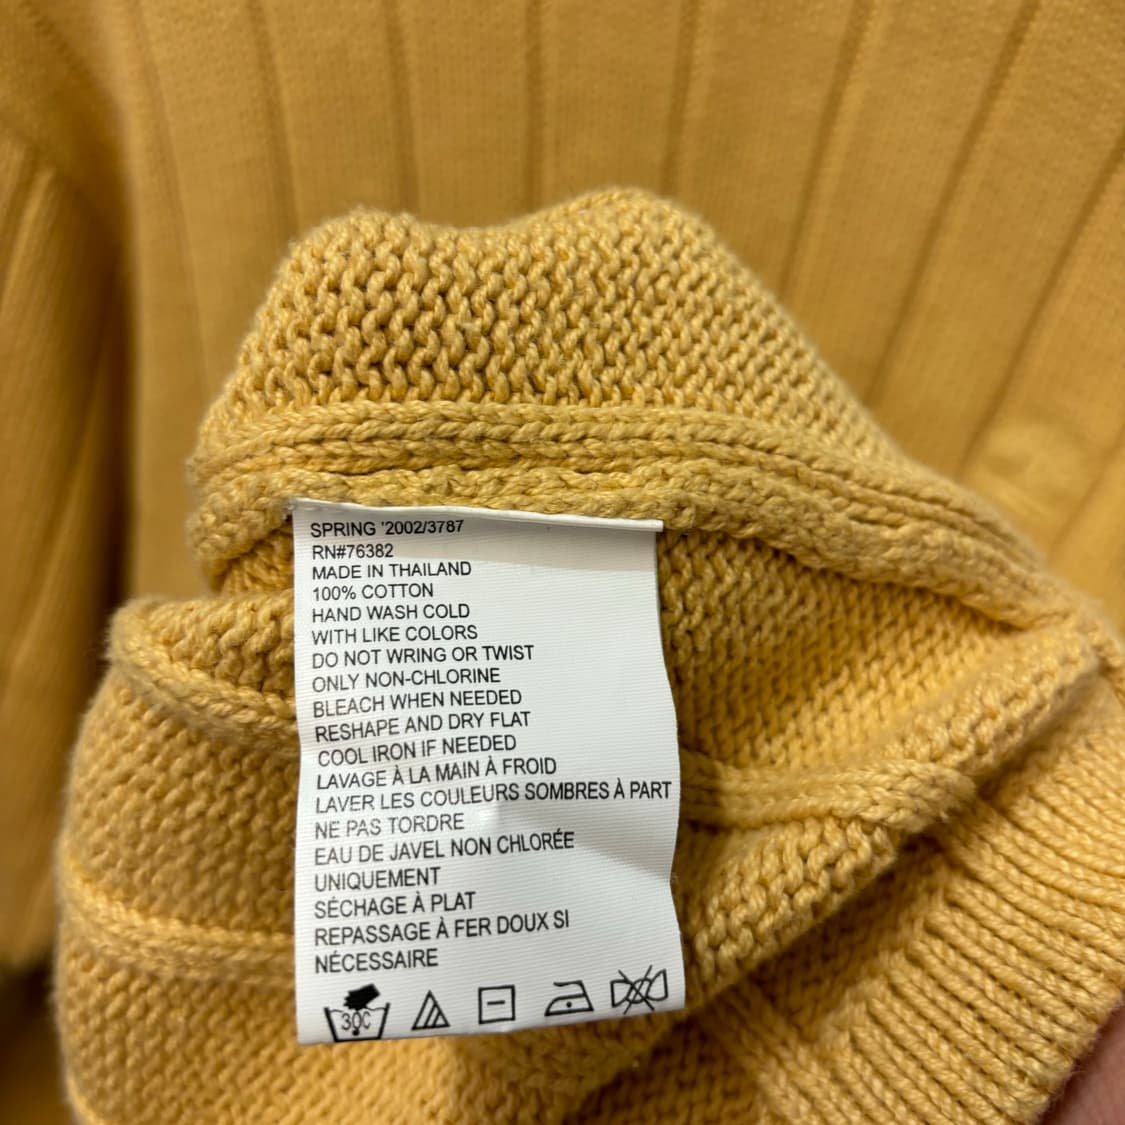 SPRING '2002/3787
RN#76382
MADE IN THAILAND
100% COTTON
HAND WASH COLD
WITH LIKE COLORS
DO NOT WRING OR TWIST
ONLY NON-CHLORINE
BLEACH WHEN NEEDED
RESHAPE AND DRY FLAT
COOL IRON IF NEEDED
LAVAGE À LA MAIN À FROID
LAVER LES COULEURS SOMBRES À PART
NE PAS TORDRE
EAU DE JAVEL NON CHLORÉE
UNIQUEMENT
SÉCHAGE À PLAT
REPASSAGE À FER DOUX SI
NÉCESSAIRE
30C